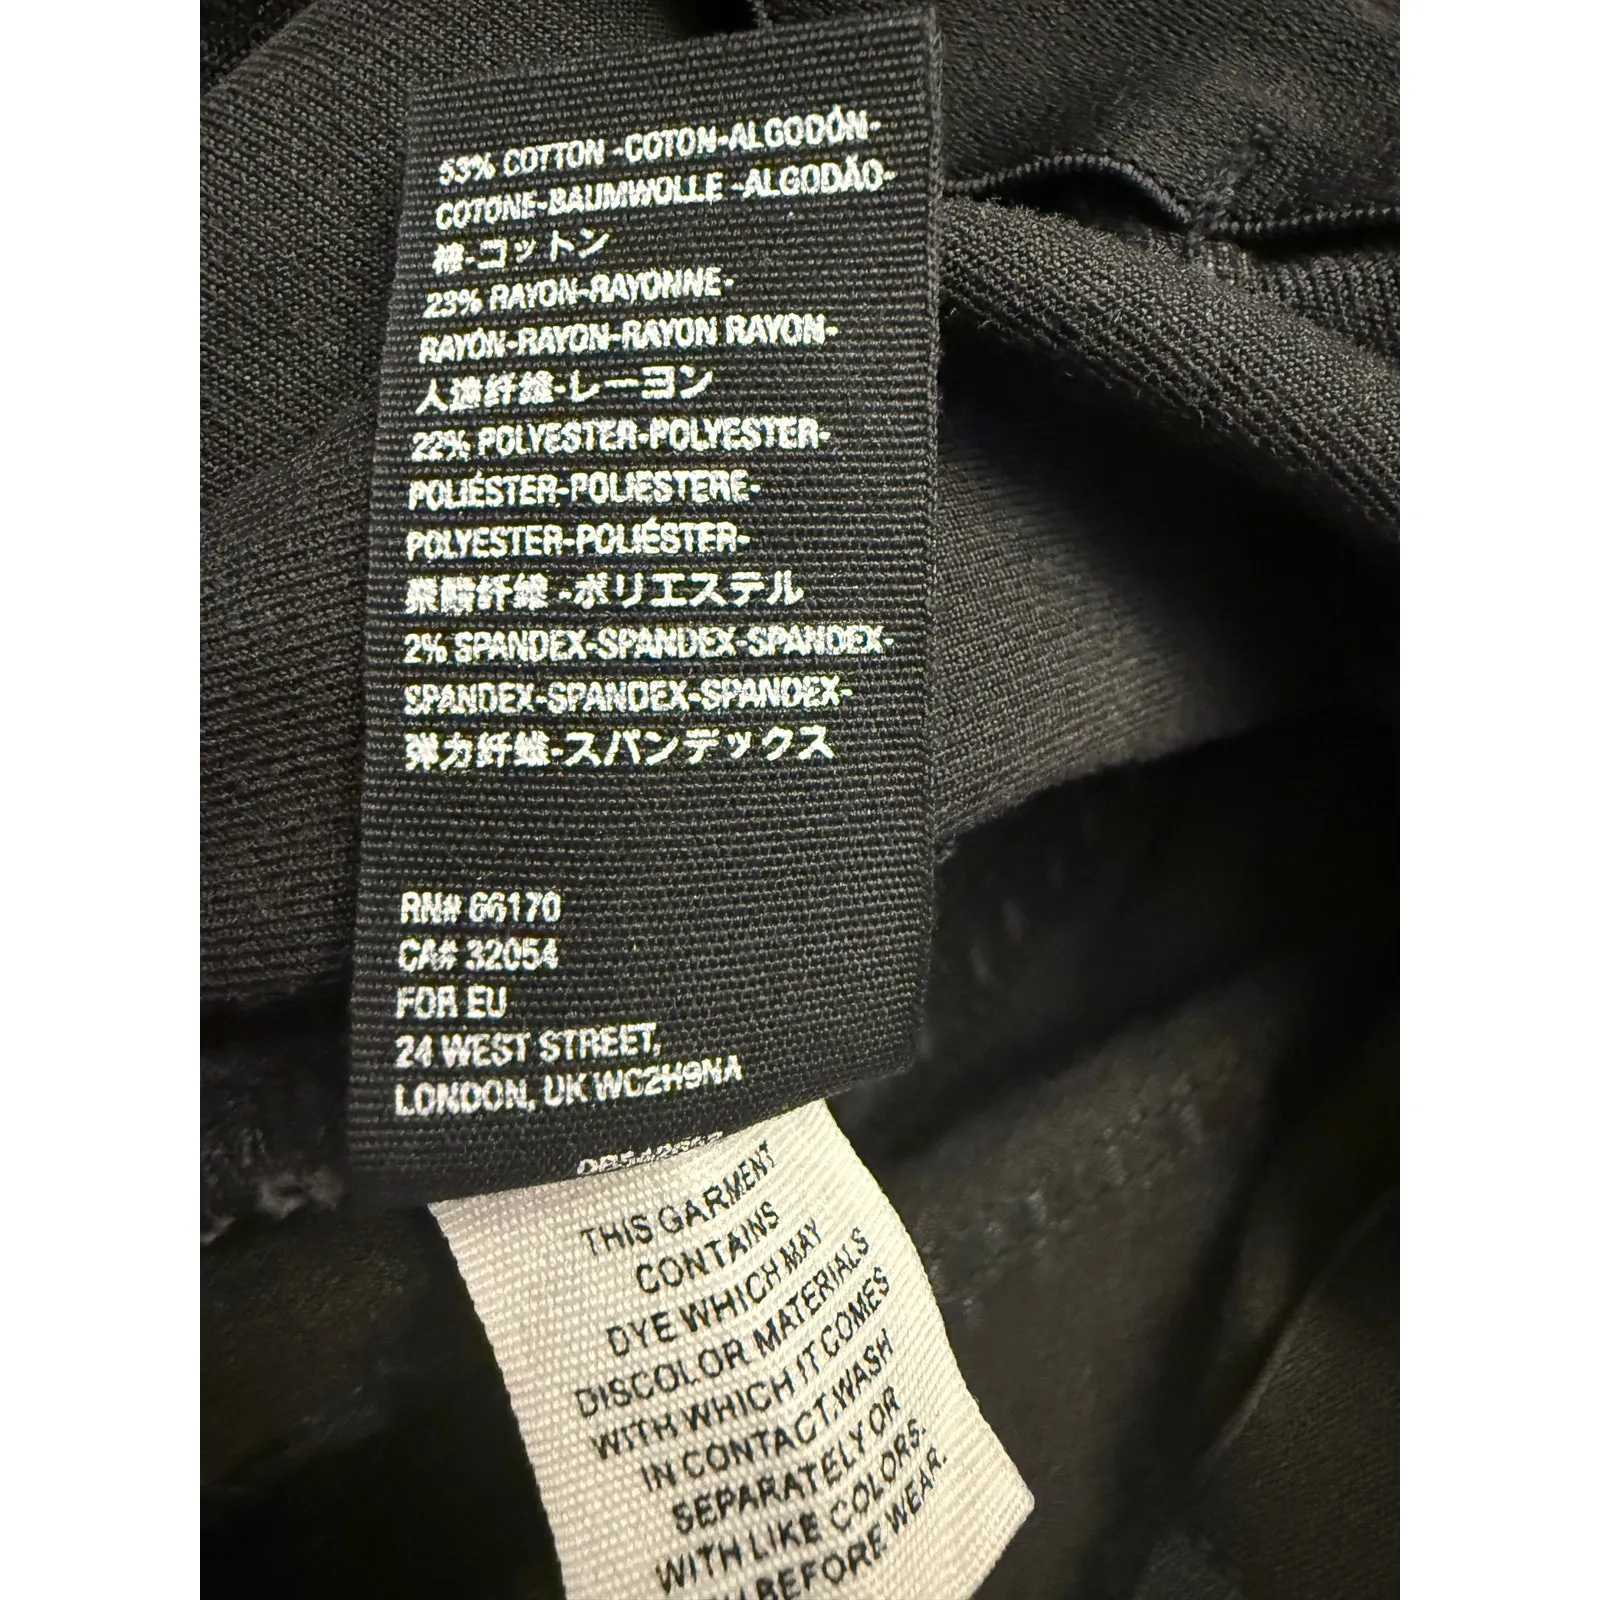 53% COTTON -COTON-ALGODÓN-
COTONE-BAUMWOLLE -ALGODÃO-
棉-コットン
23% RAYON-RAYONNE-
RAYÓN-RAYON-RAYON RAYON-
人造纤维-レーヨン
22% POLYESTER-POLYESTER-
POLIÉSTER-POLIESTERE-
POLYESTER-POLIÉSTER-
聚酯纤维 -ポリエステル
2% SPANDEX-SPANDEX-SPANDEX-
SPANDEX-SPANDEX-SPANDEX-
弹力纤维-スパンデックス
RN# 66170
CA# 32054
FOR EU
24 WEST STREET,
LONDON, UK WC2H9NA
THIS GARMENT
CONTAINS
DYE WHICH MAY
DISCOLOR MATERIALS
WITH WHICH IT COMES
IN CONTACT.WASH
SEPARATELY OR
WITH LIKE COLORS.
BEFORE WEAR.